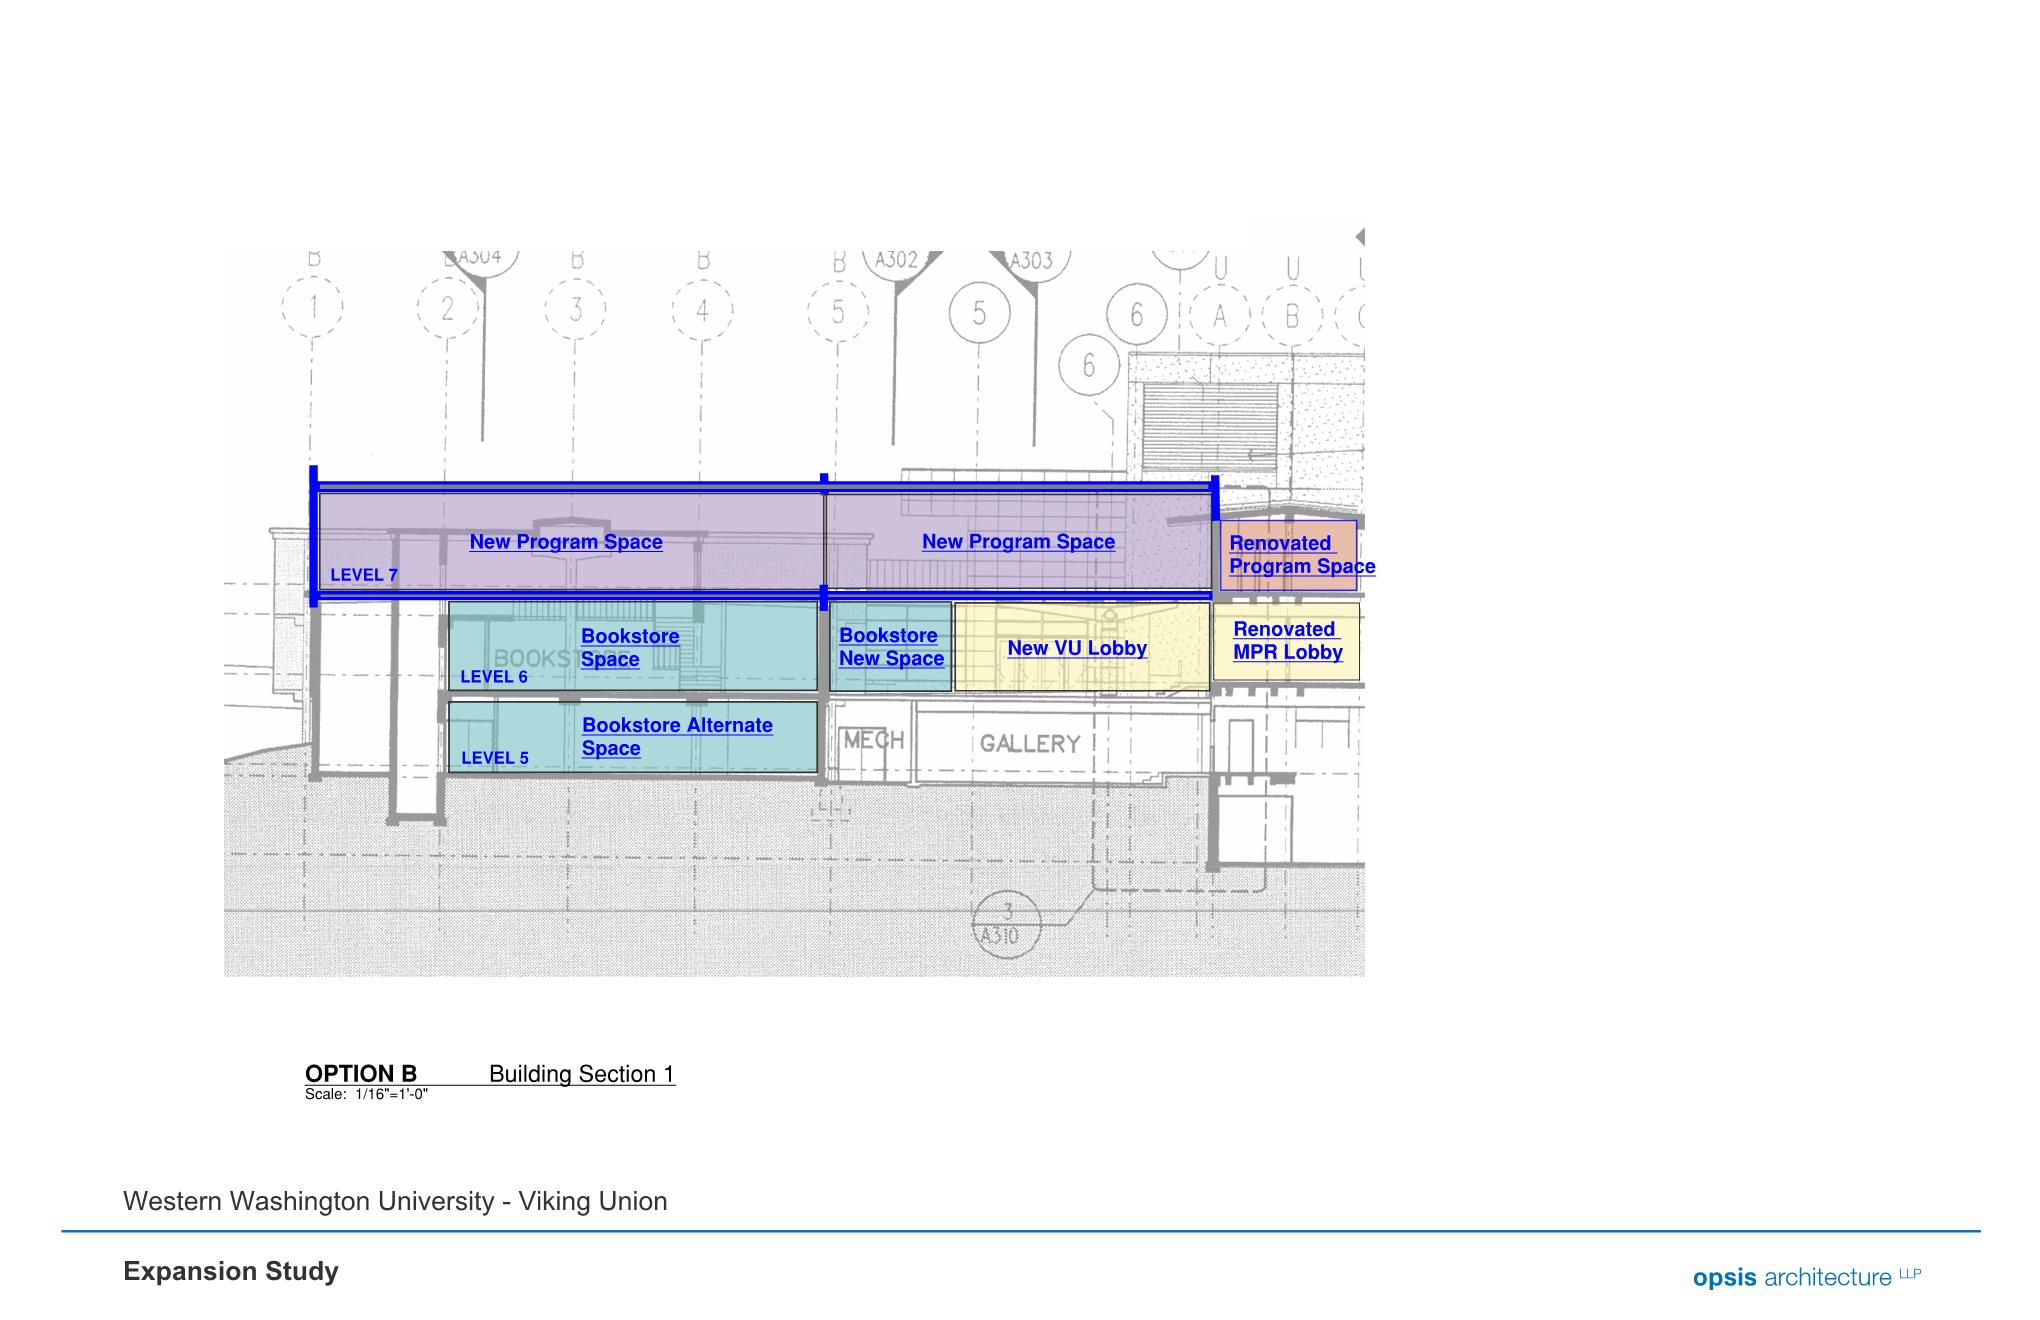 B
B
A304
B
B
B
A302
A303
U
U
1
2
3
4
5
5
6
6
A
B
New Program Space
New Program Space
Renovated
Program Space
LEVEL 7
Bookstore
Space
BOOKSTORE
LEVEL 6
Bookstore
New Space
New VU Lobby
Renovated
MPR Lobby
Bookstore Alternate
Space
LEVEL 5
MECH
GALLERY
3
A310
OPTION B Building Section 1
Scale: 1/16"=1'-0"
Western Washington University - Viking Union
Expansion Study
opsis architecture LLP